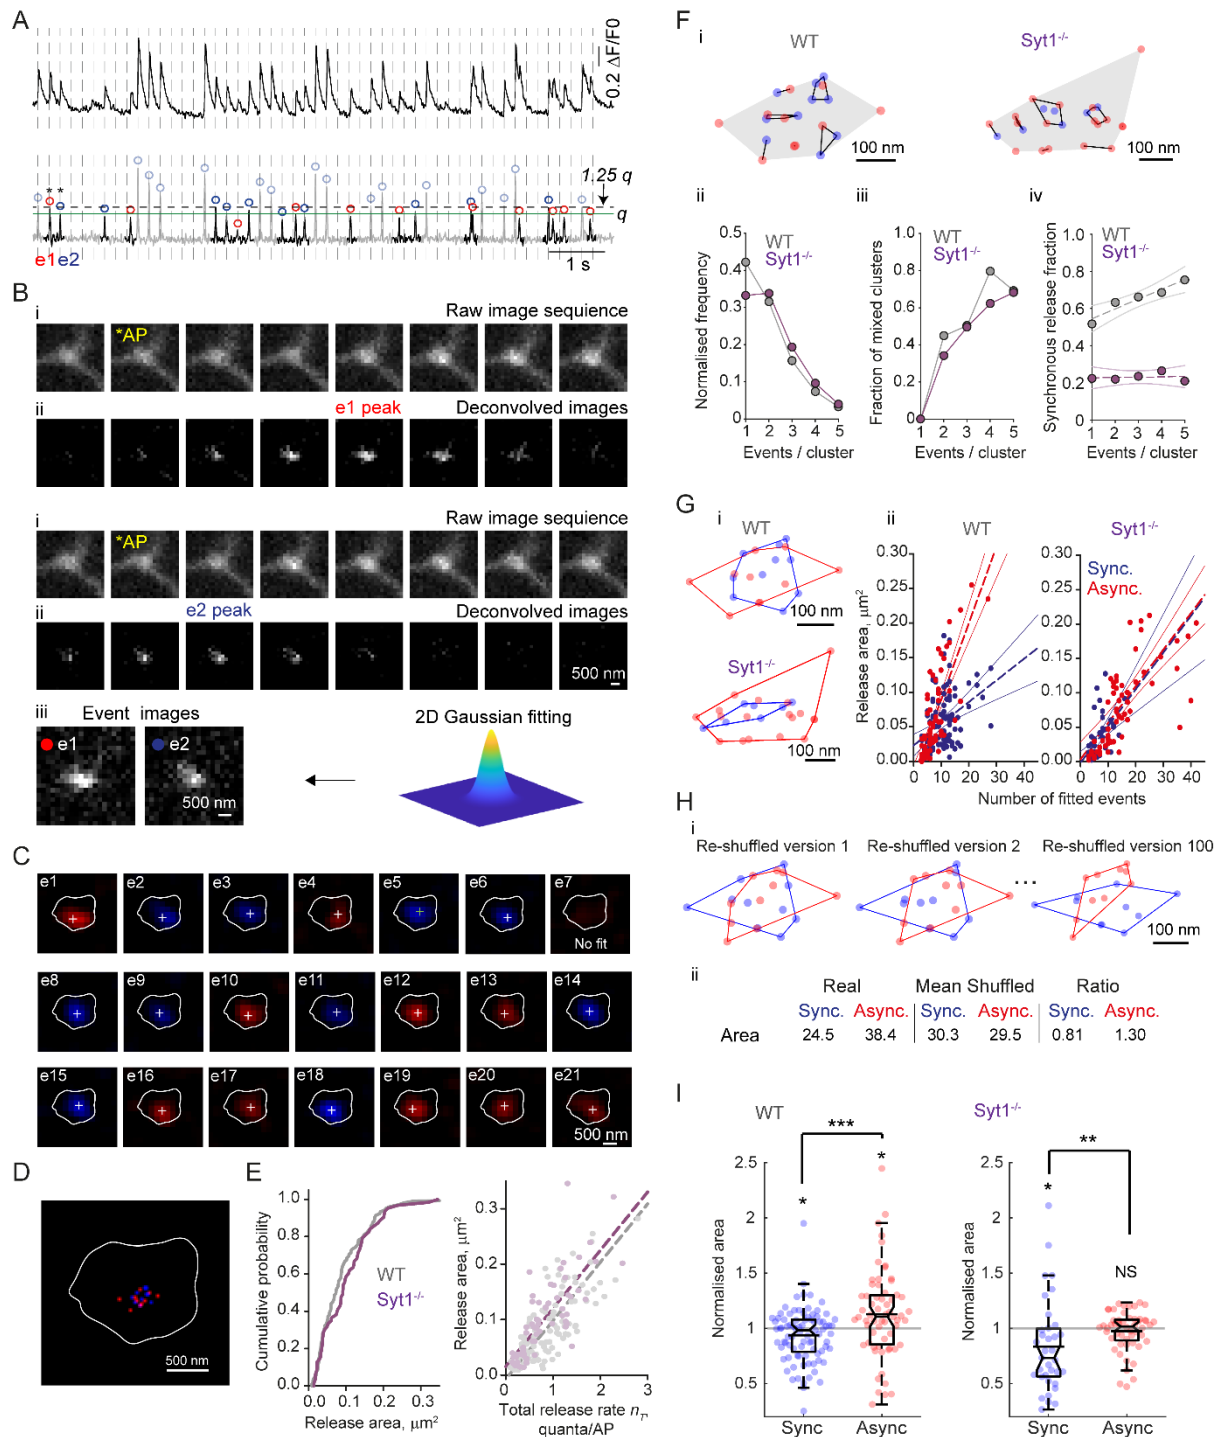 A
0.2 ΔF/F0
* *
1.25 q
q
e1 e2
1 s
B
i
Raw image sequience
*AP
ii
e1 peak
Deconvolved images
i
Raw image sequience
*AP
ii
e2 peak
Deconvolved images
500 nm
iii
Event images
2D Gaussian fitting
e1
e2
500 nm
C
e1 e2 e3 e4 e5 e6 e7
No fit
e8 e9 e10 e11 e12 e13 e14
e15 e16 e17 e18 e19 e20 e21
500 nm
D
500 nm
E
Cumulative probability
1.0
0.8
0.6
0.4
0.2
0.0
0.0 0.1 0.2 0.3
Release area, μm²
WT
Syt1-/-
Release area, μm²
0.3
0.2
0.1
0.0
0 1 2 3
Total release rate n_T,
quanta/AP
F
i
WT
Syt1-/-
100 nm
100 nm
ii
Normalised frequency
0.5
0.4
0.3
0.2
0.1
0
WT
Syt1-/-
1 2 3 4 5
Events / cluster
iii
Fraction of mixed clusters
1.0
0.8
0.6
0.4
0.2
0
WT
Syt1-/-
1 2 3 4 5
Events / cluster
iv
Synchronous release fraction
1.0
0.8
0.6
0.4
0.2
0
WT
Syt1-/-
1 2 3 4 5
Events / cluster
G
i
WT
100 nm
Syt1-/-
100 nm
ii
WT
Syt1-/-
Release area, μm²
0.30
0.25
0.20
0.15
0.10
0.05
0.00
0 10 20 30 40
0.30
0.25
0.20
0.15
0.10
0.05
0.00
0 10 20 30 40
Sync.
Async.
Number of fitted events
H
i
Re-shuffled version 1
Re-shuffled version 2
...
Re-shuffled version 100
100 nm
ii
Real Mean Shuffled Ratio
Sync. Async. Sync. Async. Sync. Async.
Area 24.5 38.4 30.3 29.5 0.81 1.30
I
WT
Syt1-/-
***
*
*
Normalised area
2.5
2
1.5
1
0.5
Sync Async
**
*
NS
Normalised area
2.5
2
1.5
1
0.5
Sync Async